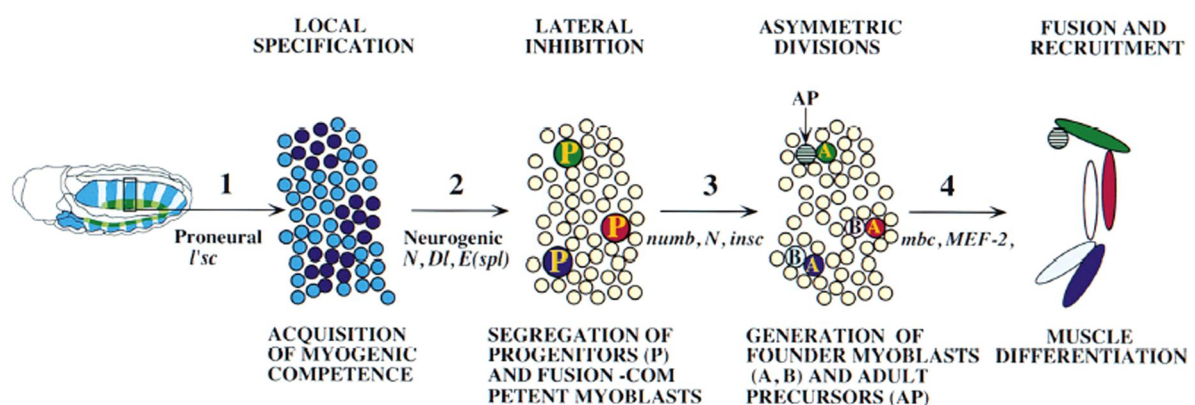 LOCAL
SPECIFICATION
LATERAL
INHIBITION
ASYMMETRIC
DIVISIONS
FUSION AND
RECRUITMENT
AP
1
2
3
4
P
P
P
A
B A
B A
Proneural
l'sc
Neurogenic
N, Dl, E(spl)
numb, N, insc
mbc, MEF-2,
ACQUISITION
OF MYOGENIC
COMPETENCE
SEGREGATION OF
PROGENITORS (P)
AND FUSION -COM
PETENT MYOBLASTS
GENERATION OF
FOUNDER MYOBLASTS
(A, B) AND ADULT
PRECURSORS (AP)
MUSCLE
DIFFERENTIATION